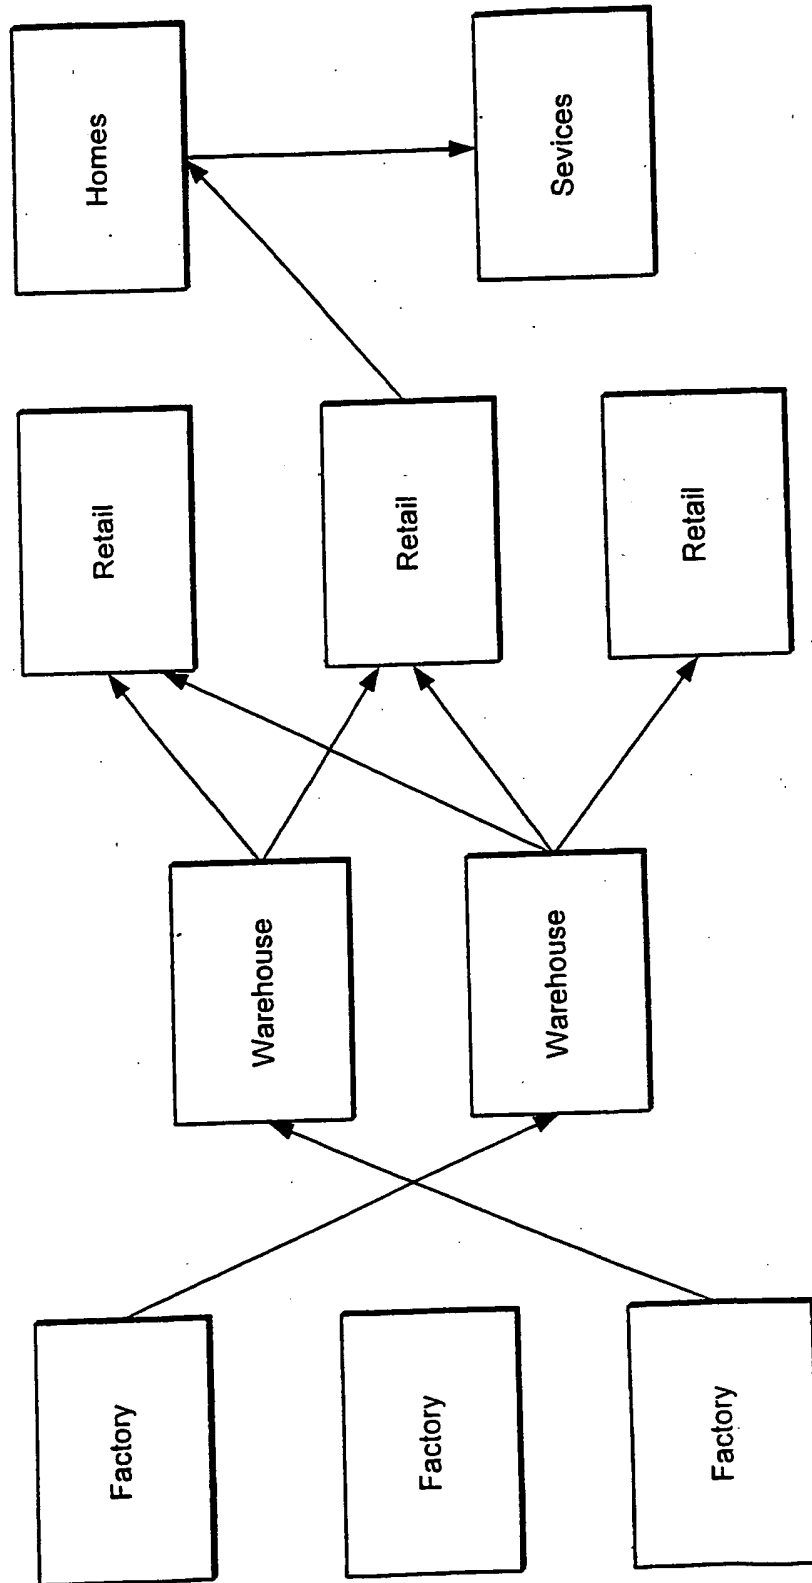 Homes
Sevices
Retail
Retail
Retail
Warehouse
Warehouse
Factory
Factory
Factory